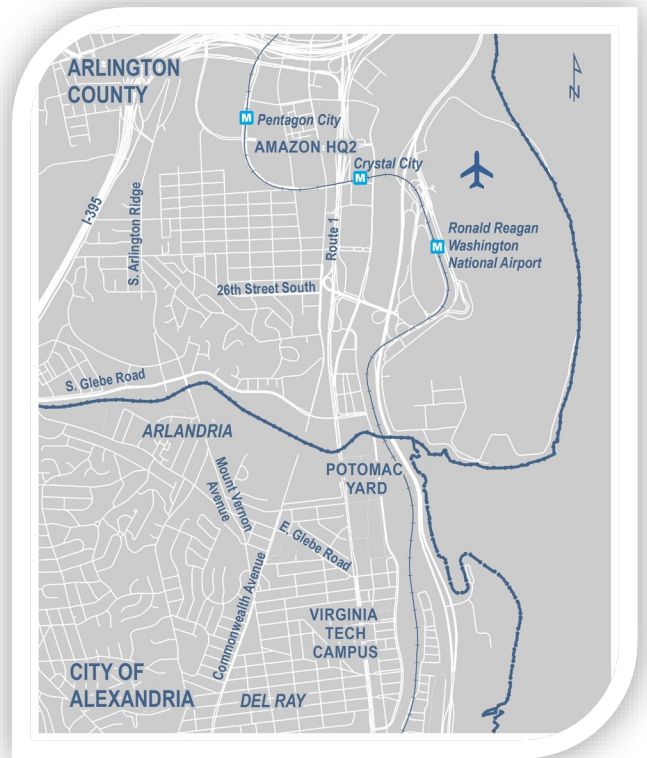 ARLINGTON
COUNTY
N
M Pentagon City
AMAZON HQ2
Crystal City
M
I-395
S. Arlington Ridge
Route 1
M
Ronald Reagan
Washington
National Airport
26th Street South
S. Glebe Road
ARLANDRIA
POTOMAC
YARD
Mount Vernon
Avenue
E. Glebe Road
Commonwealth Avenue
VIRGINIA
TECH
CAMPUS
CITY OF
ALEXANDRIA
DEL RAY